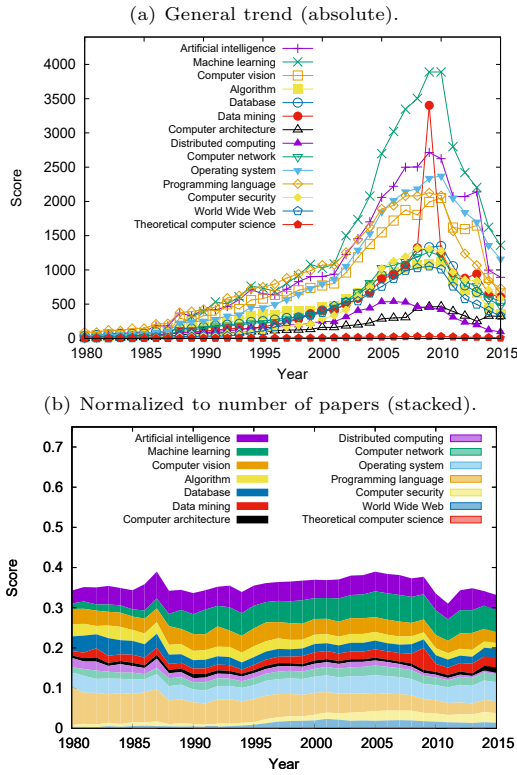 (a) General trend (absolute).
4000
3500
3000
2500
2000
1500
1000
500
0
Score
Artificial intelligence
Machine learning
Computer vision
Algorithm
Database
Data mining
Computer architecture
Distributed computing
Computer network
Operating system
Programming language
Computer security
World Wide Web
Theoretical computer science
1980 1985 1990 1995 2000 2005 2010 2015
Year
(b) Normalized to number of papers (stacked).
0.7
0.6
0.5
0.4
0.3
0.2
0.1
0
Score
Artificial intelligence
Machine learning
Computer vision
Algorithm
Database
Data mining
Computer architecture
Distributed computing
Computer network
Operating system
Programming language
Computer security
World Wide Web
Theoretical computer science
1980 1985 1990 1995 2000 2005 2010 2015
Year